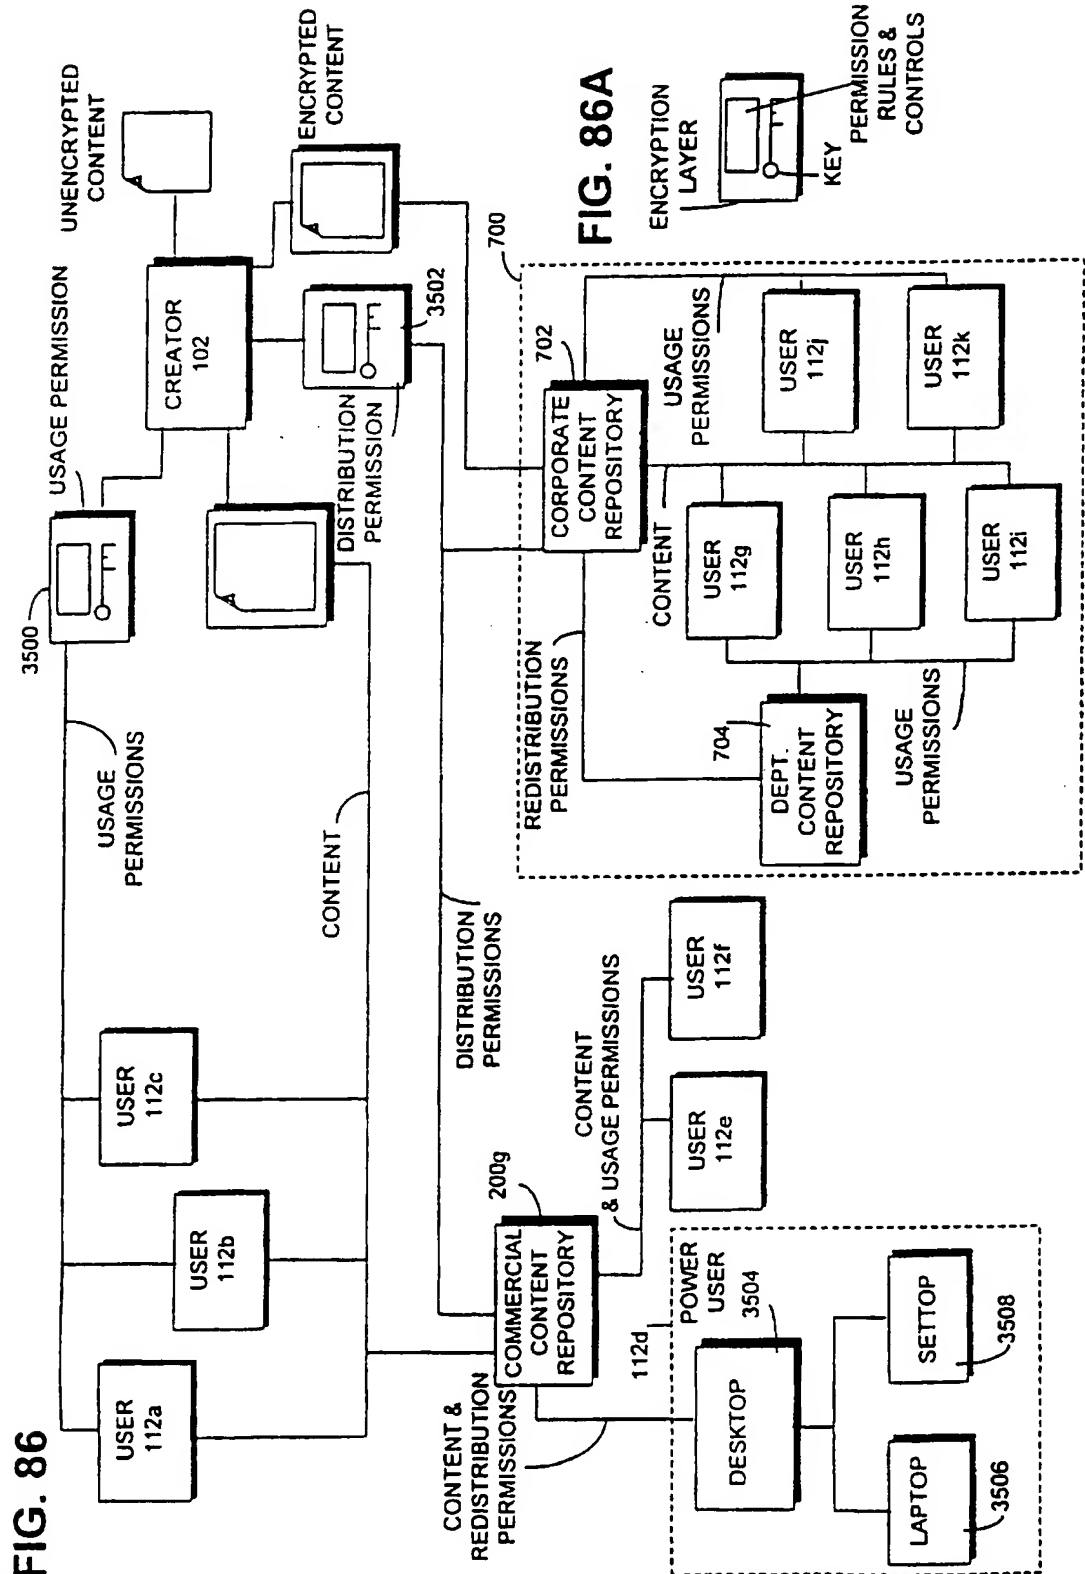 FIG. 86
USER
112a
USER
112b
USER
112c
USAGE
PERMISSIONS
CONTENT
3500
USAGE PERMISSION
CREATOR
102
UNENCRYPTED
CONTENT
ENCRYPTED
CONTENT
DISTRIBUTION
PERMISSION
3502
DISTRIBUTION
PERMISSIONS
CONTENT &
REDISTRIBUTION
PERMISSIONS
COMMERCIAL
CONTENT
REPOSITORY
200g
CONTENT
& USAGE PERMISSIONS
USER
112e
USER
112f
112d
POWER
USER
3504
DESKTOP
LAPTOP
3506
SETTOP
3508
REDISTRIBUTION
PERMISSIONS
CORPORATE
CONTENT
REPOSITORY
702
700
704
DEPT.
CONTENT
REPOSITORY
CONTENT
USAGE
PERMISSIONS
USER
112g
USER
112h
USER
112i
USER
112j
USER
112k
USAGE
PERMISSIONS
FIG. 86A
ENCRYPTION
LAYER
KEY
PERMISSION
RULES &
CONTROLS